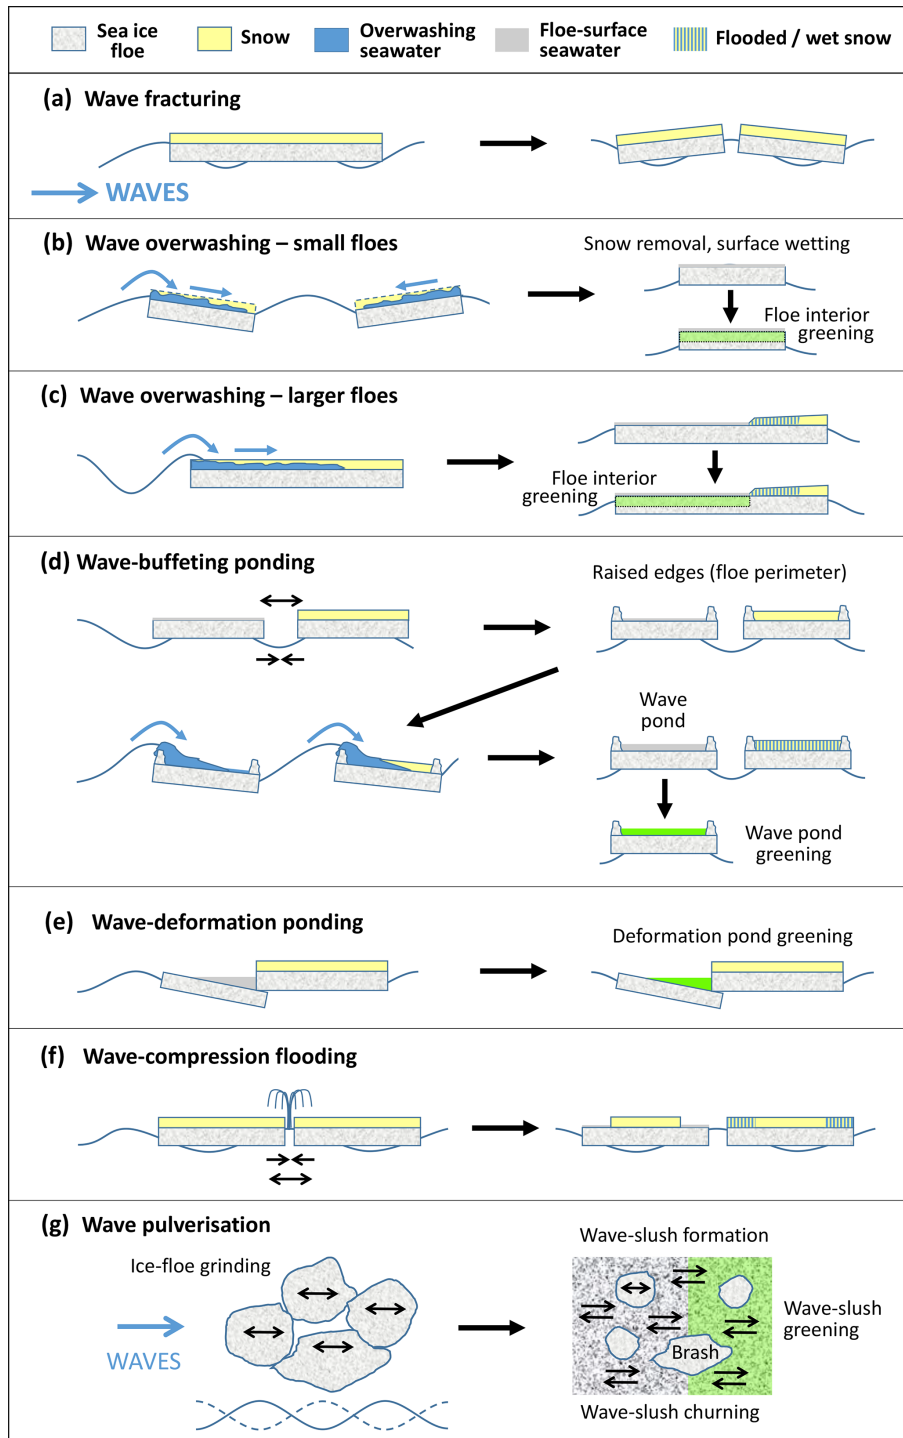 Sea ice floe
Snow
Overwashing seawater
Floe-surface seawater
Flooded / wet snow
(a) Wave fracturing
WAVES
(b) Wave overwashing – small floes
Snow removal, surface wetting
Floe interior
greening
(c) Wave overwashing – larger floes
Floe interior
greening
(d) Wave-buffeting ponding
Raised edges (floe perimeter)
Wave
pond
Wave pond
greening
(e) Wave-deformation ponding
Deformation pond greening
(f) Wave-compression flooding
(g) Wave pulverisation
Wave-slush formation
Ice-floe grinding
WAVES
Wave-slush
greening
Brash
Wave-slush churning